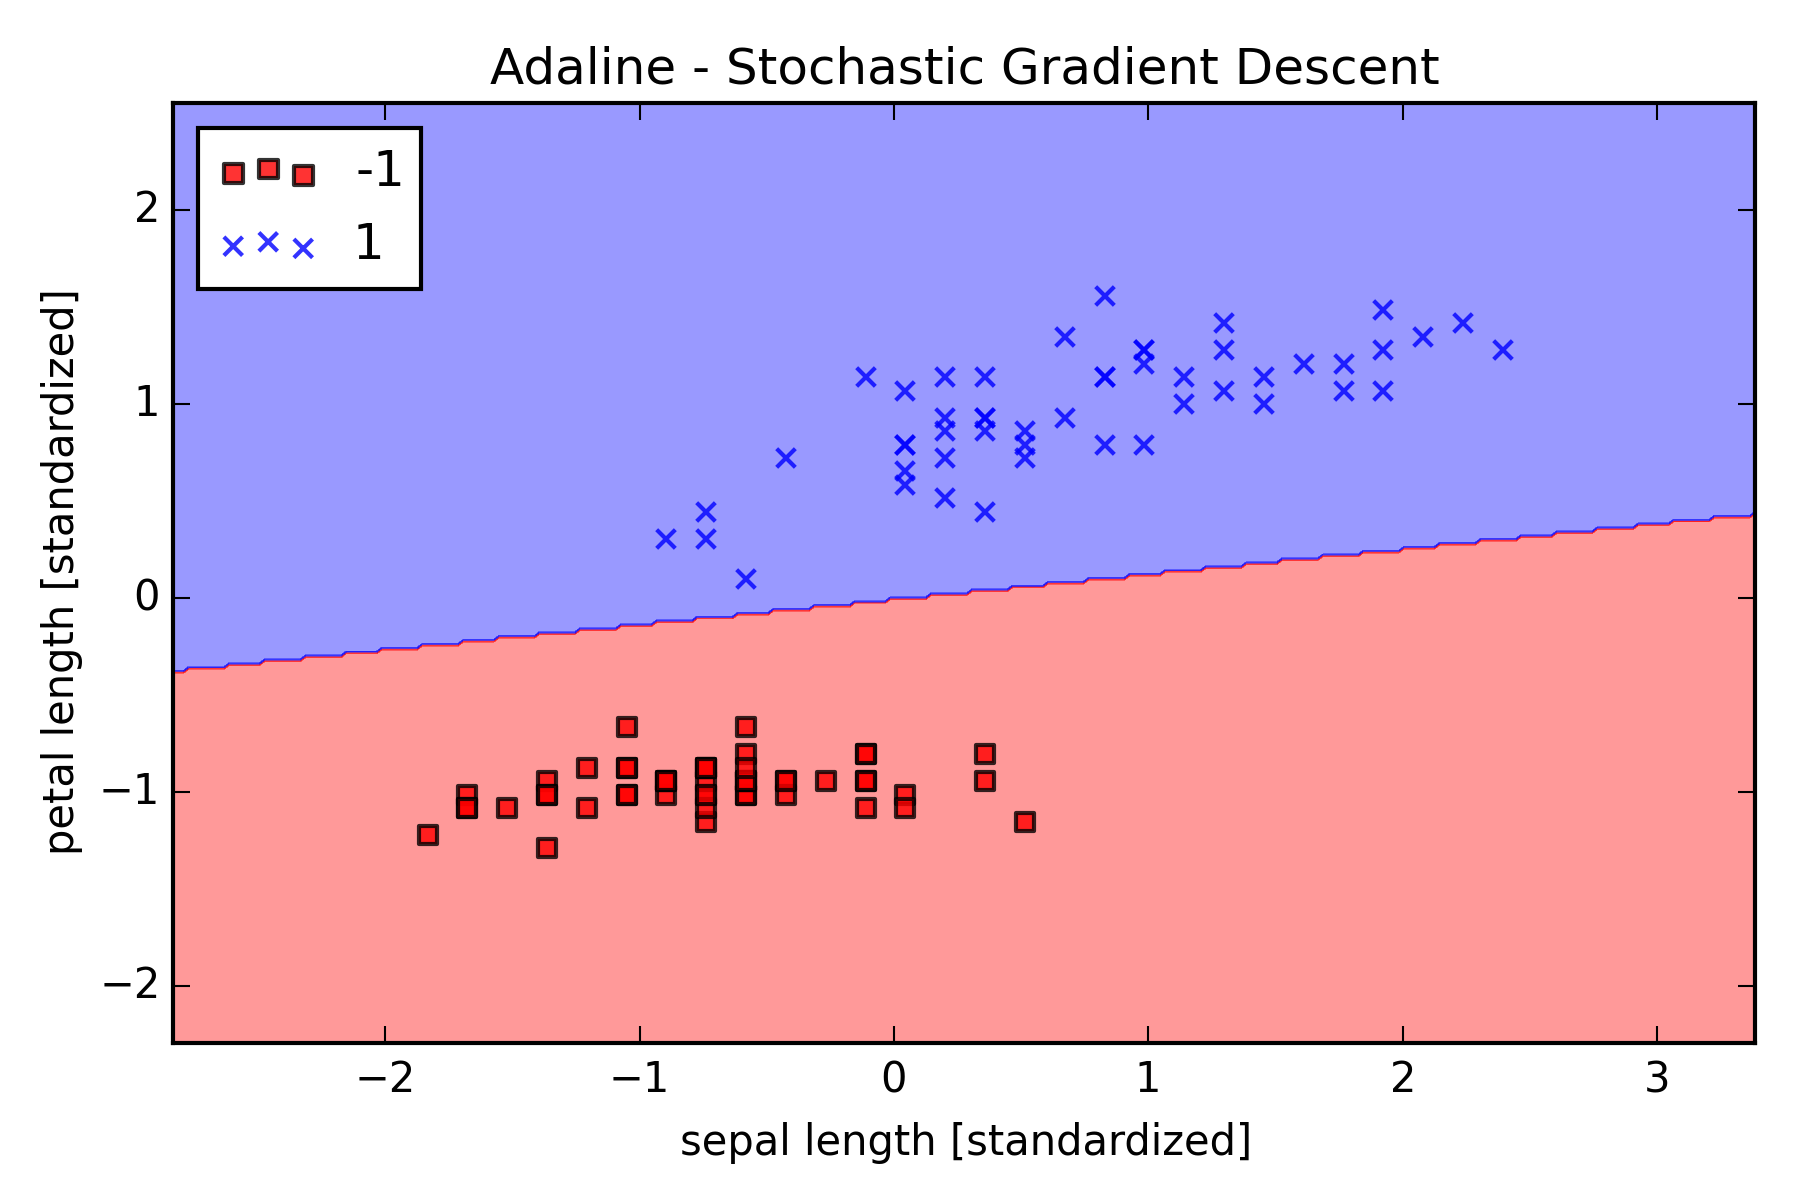 Adaline - Stochastic Gradient Descent
-1
1
2
1
0
−1
−2
petal length [standardized]
−2 −1 0 1 2 3
sepal length [standardized]